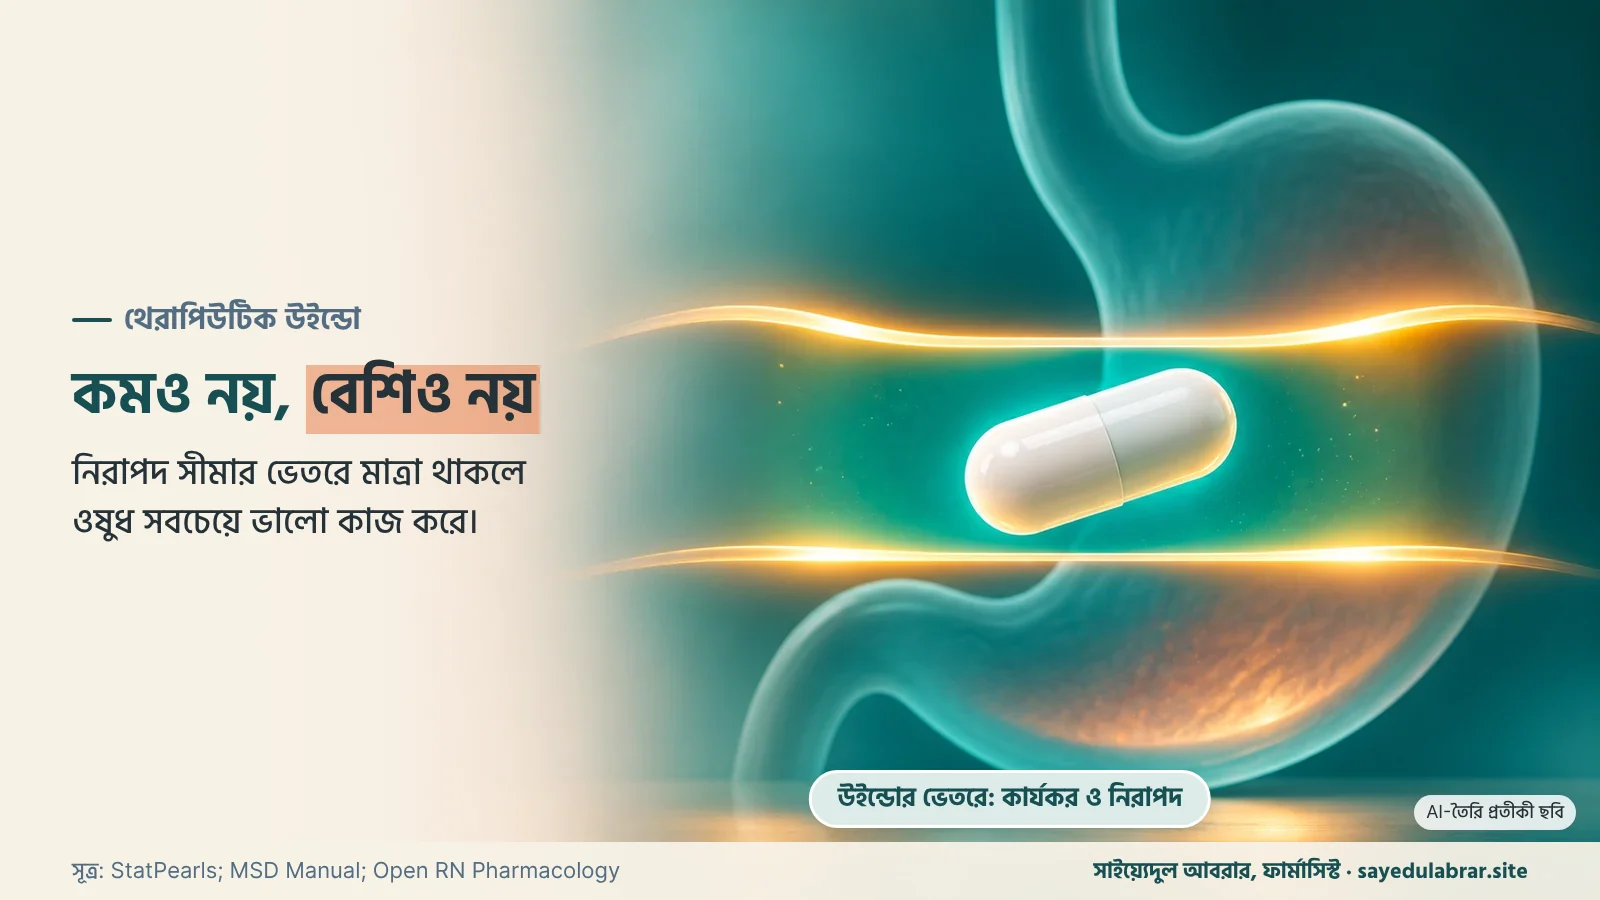 থেরাপিউটিক উইন্ডো
কমও নয়, বেশিও নয়
নিরাপদ সীমার ভেতরে মাত্রা থাকলে
ওষুধ সবচেয়ে ভালো কাজ করে।
উইন্ডোর ভেতরে: কার্যকর ও নিরাপদ
AI-তৈরি প্রতীকী ছবি
সূত্র: StatPearls; MSD Manual; Open RN Pharmacology
সাইয়্যেদুল আবরার, ফার্মাসিস্ট · sayedulabrar.site